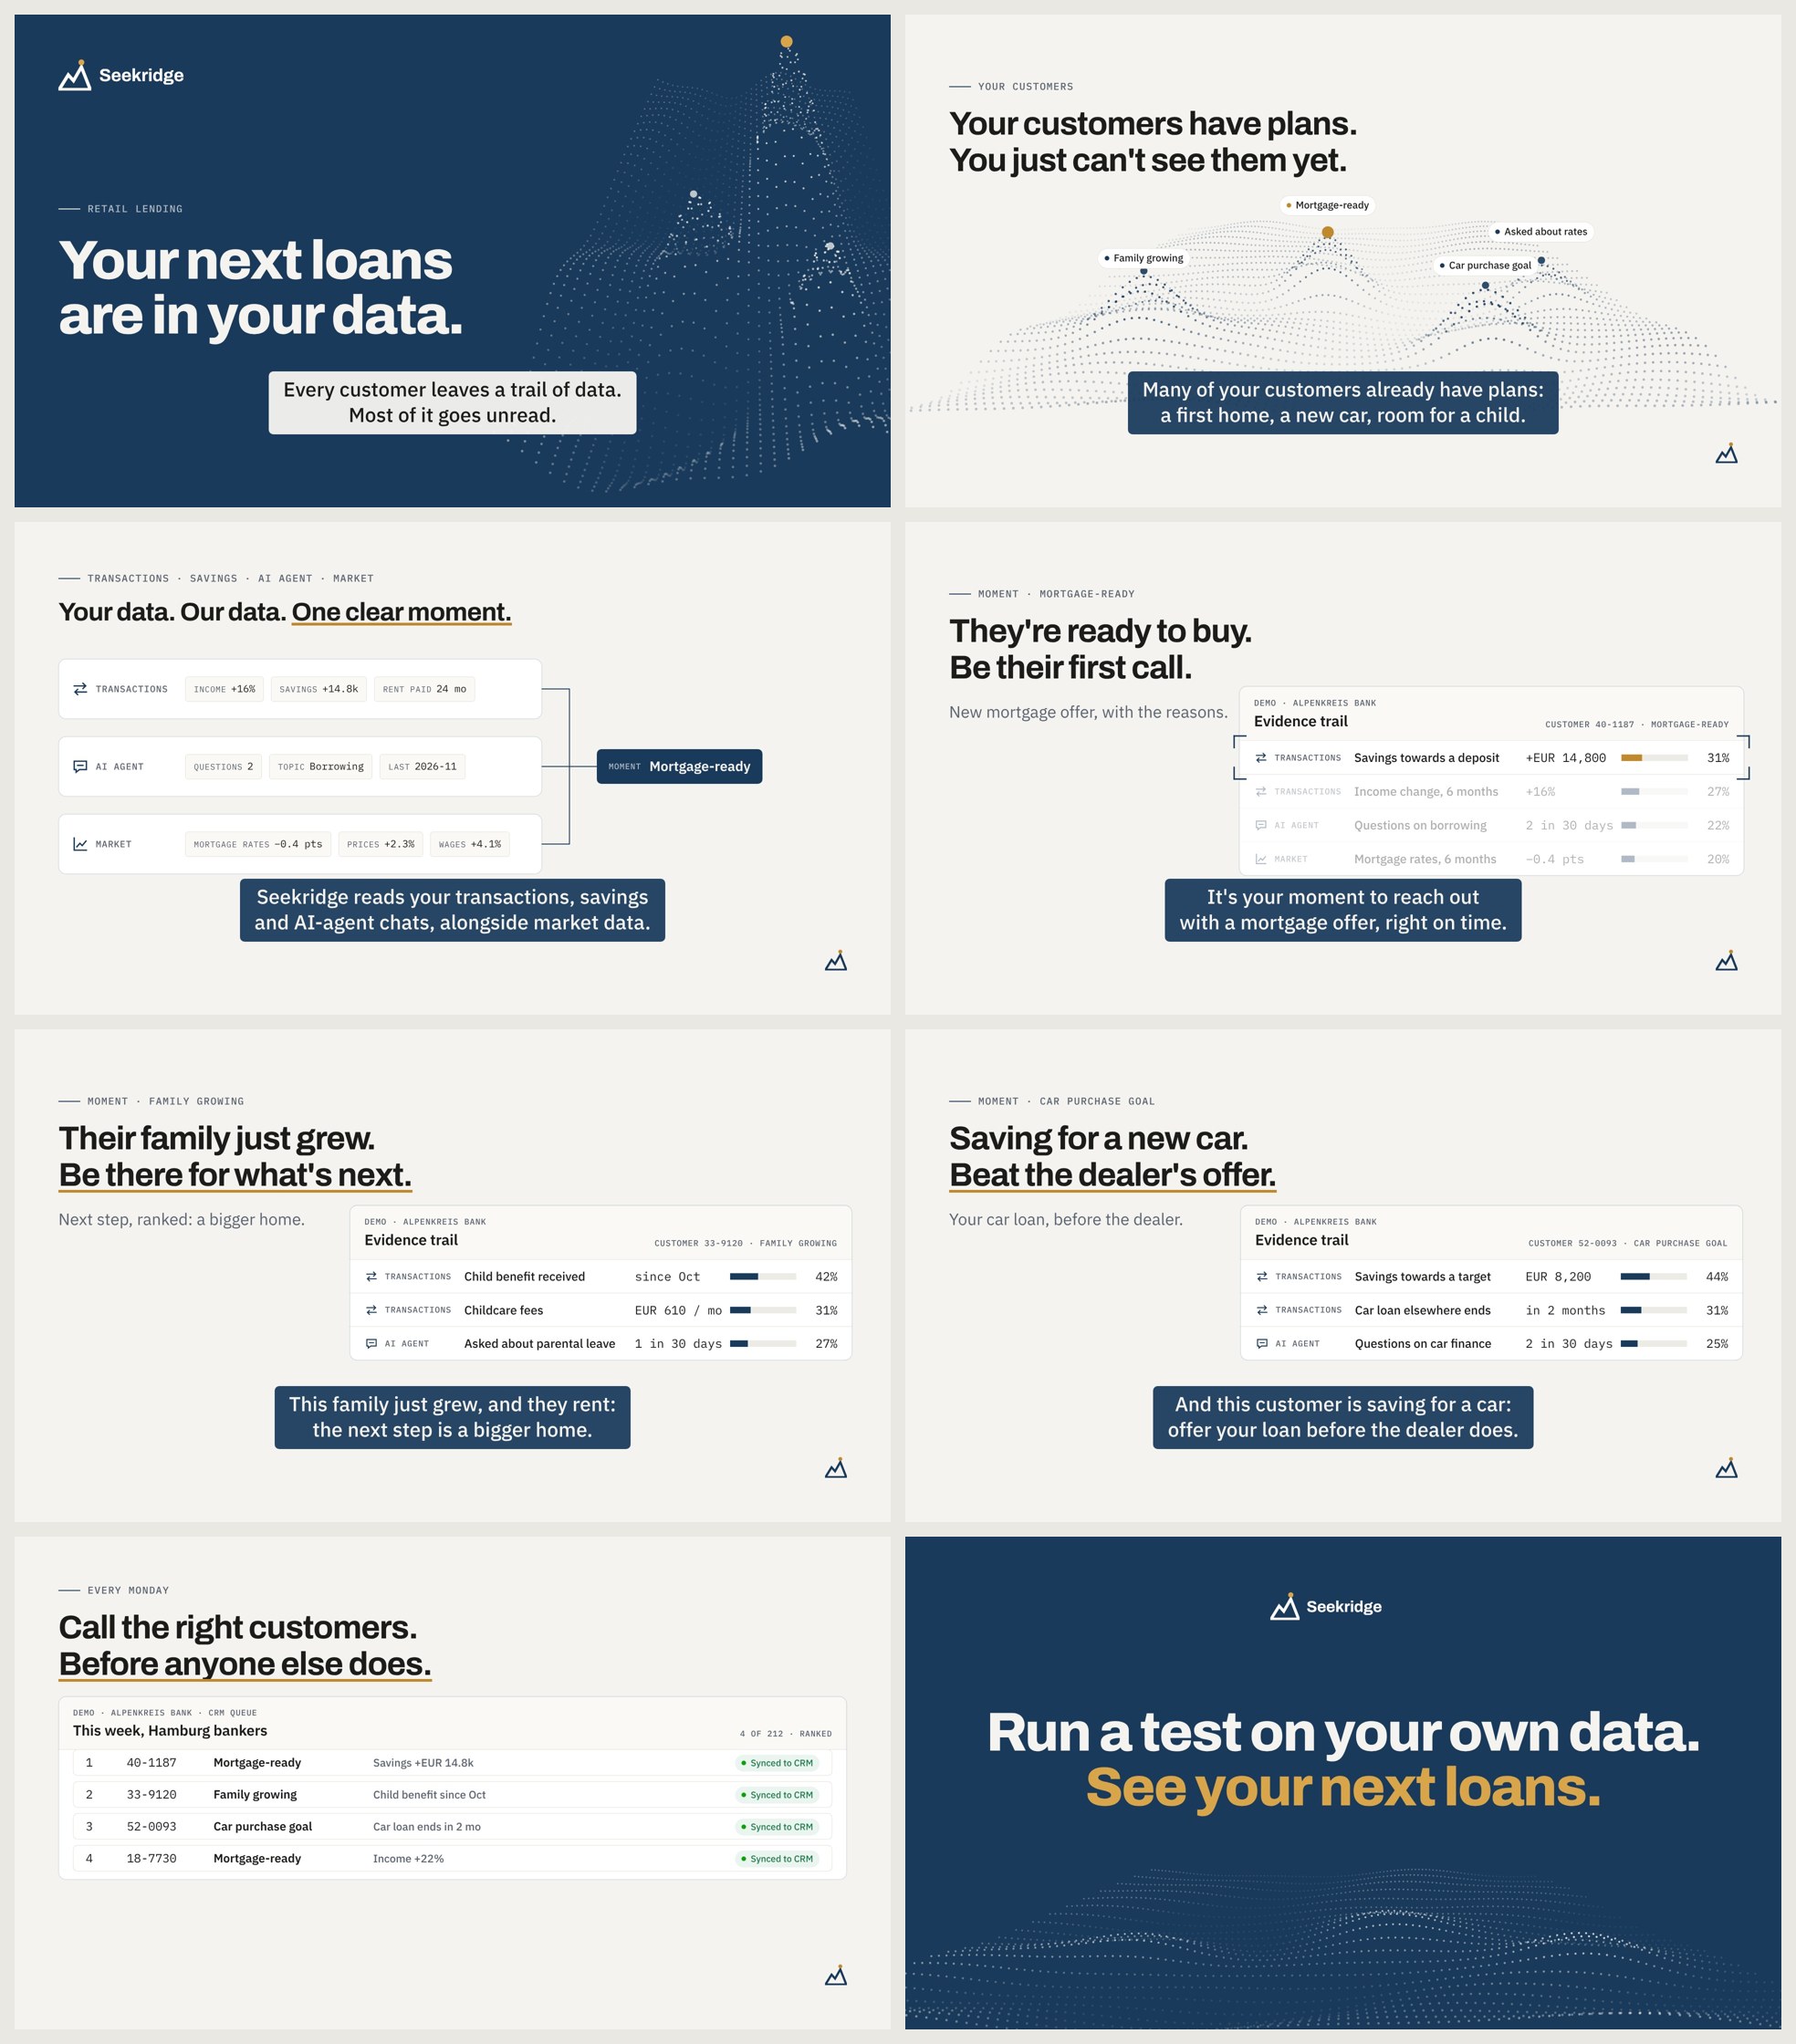 Seekridge
RETAIL LENDING
Your next loans
are in your data.
Every customer leaves a trail of data.
Most of it goes unread.
YOUR CUSTOMERS
Your customers have plans.
You just can't see them yet.
Mortgage-ready
Asked about rates
Family growing
Car purchase goal
Many of your customers already have plans:
a first home, a new car, room for a child.
TRANSACTIONS · SAVINGS · AI AGENT · MARKET
Your data. Our data. One clear moment.
TRANSACTIONS INCOME +16% SAVINGS +14.8k RENT PAID 24 mo
AI AGENT QUESTIONS 2 TOPIC Borrowing LAST 2026-11
MOMENT Mortgage-ready
MARKET MORTGAGE RATES −0.4 pts PRICES +2.3% WAGES +4.1%
Seekridge reads your transactions, savings
and AI-agent chats, alongside market data.
MOMENT · MORTGAGE-READY
They're ready to buy.
Be their first call.
New mortgage offer, with the reasons.
DEMO · ALPENKREIS BANK
Evidence trail CUSTOMER 40-1187 · MORTGAGE-READY
TRANSACTIONS Savings towards a deposit +EUR 14,800 31%
TRANSACTIONS Income change, 6 months +16% 27%
AI AGENT Questions on borrowing 2 in 30 days 22%
MARKET Mortgage rates, 6 months −0.4 pts 20%
It's your moment to reach out
with a mortgage offer, right on time.
MOMENT · FAMILY GROWING
Their family just grew.
Be there for what's next.
Next step, ranked: a bigger home.
DEMO · ALPENKREIS BANK
Evidence trail CUSTOMER 33-9120 · FAMILY GROWING
TRANSACTIONS Child benefit received since Oct 42%
TRANSACTIONS Childcare fees EUR 610 / mo 31%
AI AGENT Asked about parental leave 1 in 30 days 27%
This family just grew, and they rent:
the next step is a bigger home.
MOMENT · CAR PURCHASE GOAL
Saving for a new car.
Beat the dealer's offer.
Your car loan, before the dealer.
DEMO · ALPENKREIS BANK
Evidence trail CUSTOMER 52-0093 · CAR PURCHASE GOAL
TRANSACTIONS Savings towards a target EUR 8,200 44%
TRANSACTIONS Car loan elsewhere ends in 2 months 31%
AI AGENT Questions on car finance 2 in 30 days 25%
And this customer is saving for a car:
offer your loan before the dealer does.
EVERY MONDAY
Call the right customers.
Before anyone else does.
DEMO · ALPENKREIS BANK · CRM QUEUE
This week, Hamburg bankers 4 OF 212 · RANKED
1 40-1187 Mortgage-ready Savings +EUR 14.8k Synced to CRM
2 33-9120 Family growing Child benefit since Oct Synced to CRM
3 52-0093 Car purchase goal Car loan ends in 2 mo Synced to CRM
4 18-7730 Mortgage-ready Income +22% Synced to CRM
Seekridge
Run a test on your own data.
See your next loans.